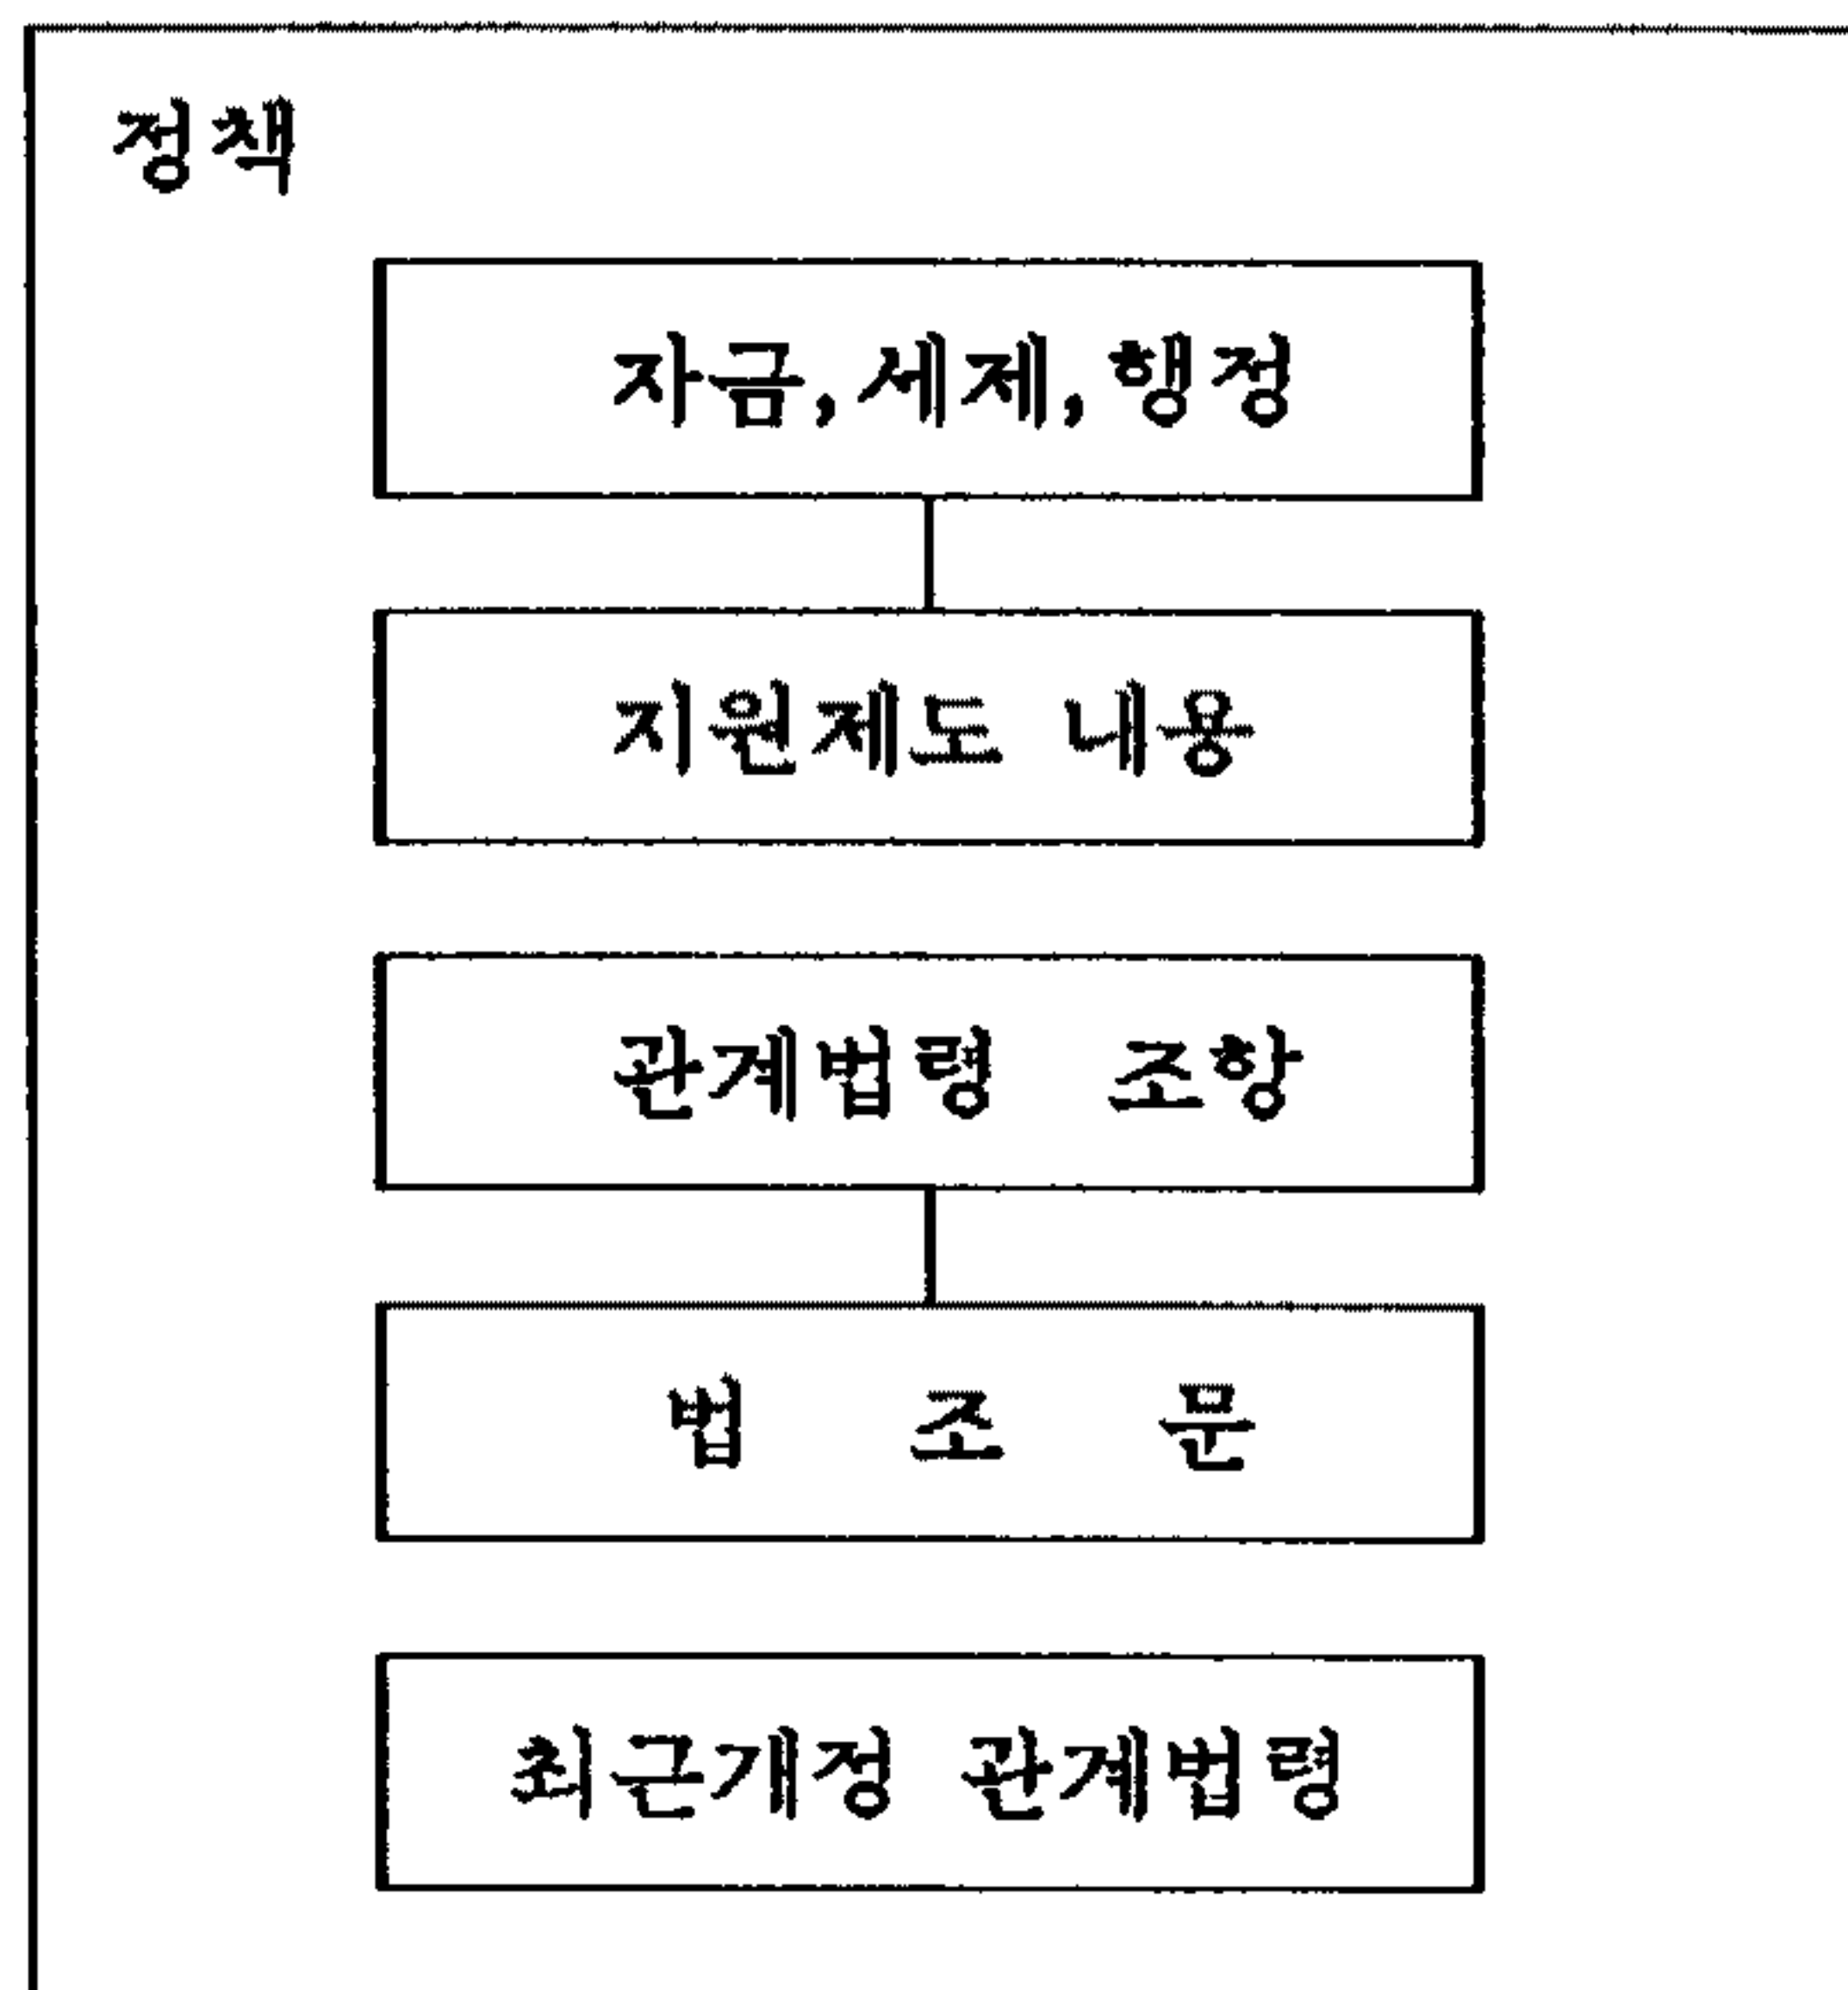 정책
자금,세제,행정
지원제도 내용
관계법령 조항
법 조 문
최근개정 관계법령